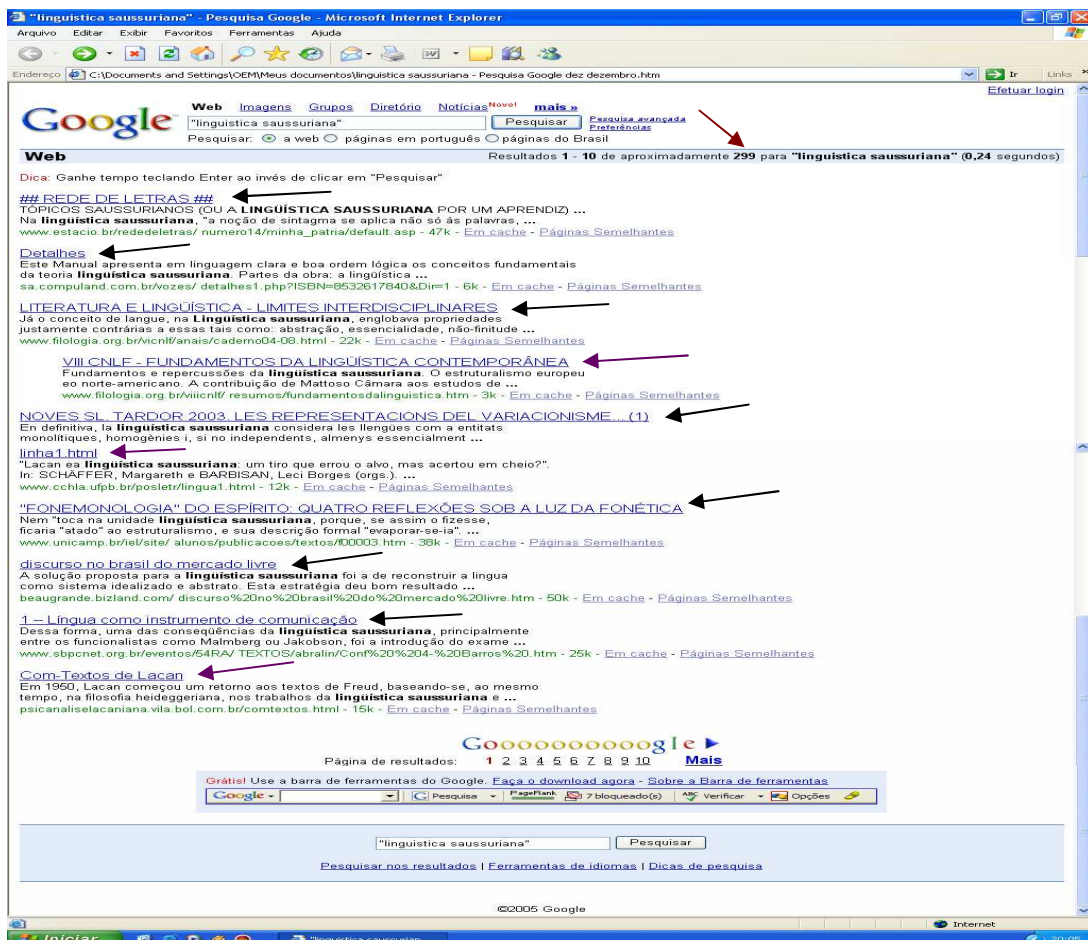 "linguistica saussuriana" - Pesquisa Google - Microsoft Internet Explorer
Arquivo Editar Exibir Favoritos Ferramentas Ajuda
Endereço C:\Documents and Settings\OEM\Meus documentos\linguistica saussuriana - Pesquisa Google dez dezembro.htm Ir Links »
Efetuar login
Google
Web Imagens Grupos Diretório Notícias Novo! mais »
"linguistica saussuriana" Pesquisar Pesquisa avançada
Preferências
Pesquisar: a web páginas em português páginas do Brasil
Web Resultados 1 - 10 de aproximadamente 299 para "linguistica saussuriana" (0,24 segundos)
Dica: Ganhe tempo teclando Enter ao invés de clicar em "Pesquisar"
## REDE DE LETRAS ##
TÓPICOS SAUSSURIANOS (OU A LINGÜÍSTICA SAUSSURIANA POR UM APRENDIZ) ...
Na lingüística saussuriana, "a noção de sintagma se aplica não só às palavras, ...
www.estacio.br/rededeletras/ numero14/minha_patria/default.asp - 47k - Em cache - Páginas Semelhantes
Detalhes
Este Manual apresenta em linguagem clara e boa ordem lógica os conceitos fundamentais
da teoria lingüística saussuriana. Partes da obra: a lingüística ...
sa.compuland.com.br/vozes/ detalhes1.php?ISBN=8532617840&Dir=1 - 6k - Em cache - Páginas Semelhantes
LITERATURA E LINGÜÍSTICA - LIMITES INTERDISCIPLINARES
Já o conceito de langue, na Lingüística Saussuriana, englobava propriedades
justamente contrárias a essas tais como: abstração, essencialidade, não-finitude ...
www.filologia.org.br/vicnlf/anais/caderno04-08.html - 22k - Em cache - Páginas Semelhantes
VIII CNLF - FUNDAMENTOS DA LINGÜÍSTICA CONTEMPORÂNEA
Fundamentos e repercussões da lingüística saussuriana. O estruturalismo europeu
eo norte-americano. A contribuição de Mattoso Câmara aos estudos de ...
www.filologia.org.br/viiicnlf/ resumos/fundamentosdalinguistica.htm - 3k - Em cache - Páginas Semelhantes
NOVES SL. TARDOR 2003. LES REPRESENTACIONS DEL VARIACIONISME... (1)
En definitiva, la lingüística saussuriana considera les llengües com a entitats
monolítiques, homogènies i, si no independents, almenys essencialment ...
linha1.html
"Lacan ea lingüística saussuriana: um tiro que errou o alvo, mas acertou em cheio?".
In: SCHÄFFER, Margareth e BARBISAN, Leci Borges (orgs.). ...
www.cchla.ufpb.br/posletr/lingua1.html - 12k - Em cache - Páginas Semelhantes
"FONEMONOLOGIA" DO ESPÍRITO: QUATRO REFLEXÕES SOB A LUZ DA FONÉTICA
Nem "toca na unidade lingüística saussuriana, porque, se assim o fizesse,
ficaria "atado" ao estruturalismo, e sua descrição formal "evaporar-se-ia". ...
www.unicamp.br/iel/site/ alunos/publicacoes/textos/f00003.htm - 38k - Em cache - Páginas Semelhantes
discurso no brasil do mercado livre
A solução proposta para a lingüística saussuriana foi a de reconstruir a lingua
como sistema idealizado e abstrato. Esta estratégia deu bom resultado ...
beaugrande.bizland.com/ discurso%20no%20brasil%20do%20mercado%20livre.htm - 50k - Em cache - Páginas Semelhantes
1 – Língua como instrumento de comunicação
Dessa forma, uma das conseqüências da lingüística saussuriana, principalmente
entre os funcionalistas como Malmberg ou Jakobson, foi a introdução do exame ...
www.sbpcnet.org.br/eventos/54RA/ TEXTOS/abralin/Conf%20%204-%20Barros%20.htm - 25k - Em cache - Páginas Semelhantes
Com-Textos de Lacan
Em 1950, Lacan começou um retorno aos textos de Freud, baseando-se, ao mesmo
tempo, na filosofia heideggeriana, nos trabalhos da lingüística saussuriana e ...
psicanaliselacaniana.vila.bol.com.br/comtextos.html - 15k - Em cache - Páginas Semelhantes
Goooooooooogle
Página de resultados: 1 2 3 4 5 6 7 8 9 10 Mais
Grátis! Use a barra de ferramentas do Google. Faça o download agora - Sobre a Barra de ferramentas
Google Pesquisa PageRank 7 bloqueado(s) ABC Verificar Opções
"linguistica saussuriana" Pesquisar
Pesquisar nos resultados | Ferramentas de idiomas | Dicas de pesquisa
©2005 Google
Internet
Iniciar "linguistica saussurian... 20:05